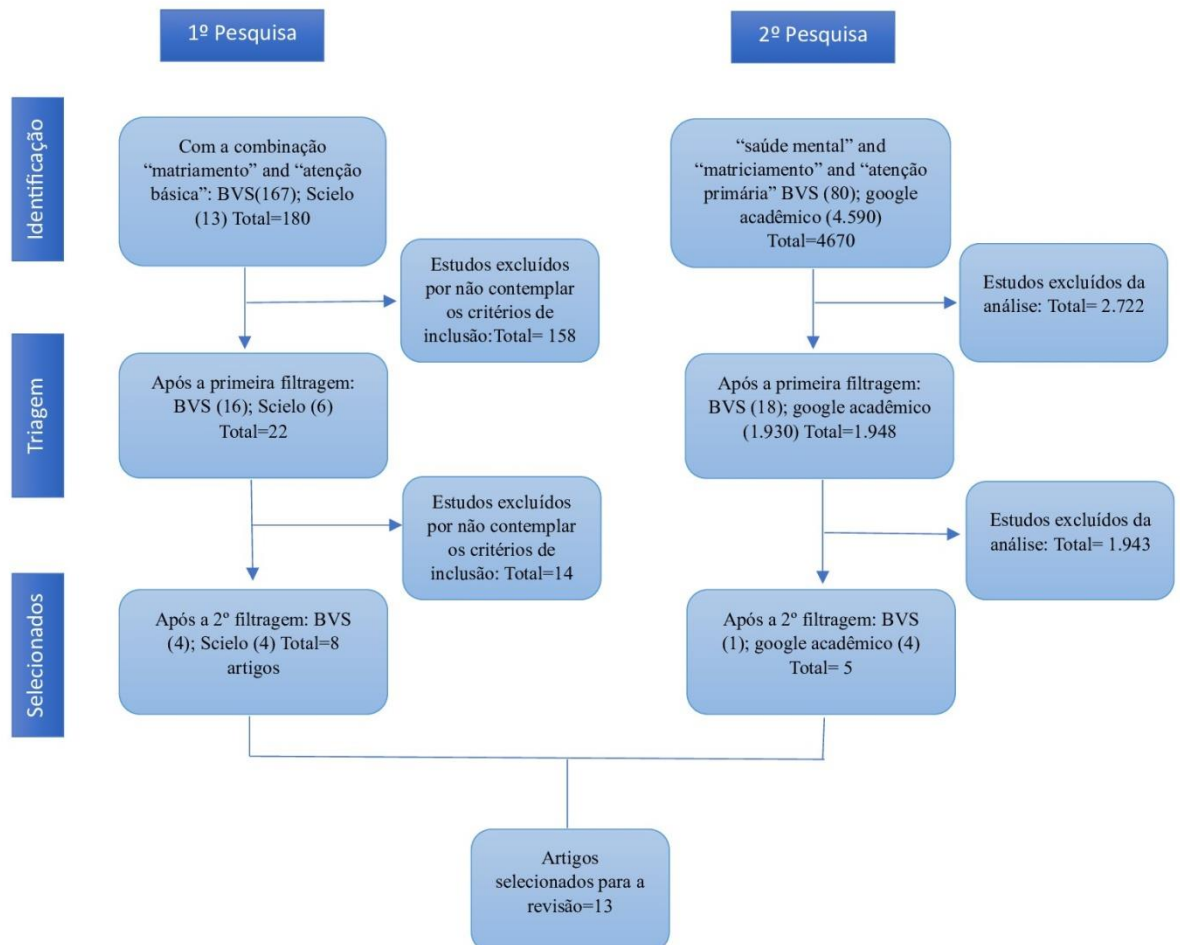 1º Pesquisa
2º Pesquisa
Identificação
Com a combinação
“matriamento” and “atenção
básica”: BVS(167); Scielo
(13) Total=180
“saúde mental” and
“matriciamento” and “atenção
primária” BVS (80); google
acadêmico (4.590)
Total=4670
Estudos excluídos
por não contemplar
os critérios de
inclusão:Total= 158
Estudos excluídos da
análise: Total= 2.722
Triagem
Após a primeira filtragem:
BVS (16); Scielo (6)
Total=22
Após a primeira filtragem:
BVS (18); google acadêmico
(1.930) Total=1.948
Estudos excluídos
por não contemplar
os critérios de
inclusão: Total=14
Estudos excluídos da
análise: Total= 1.943
Selecionados
Após a 2º filtragem: BVS
(4); Scielo (4) Total=8
artigos
Após a 2º filtragem: BVS
(1); google acadêmico (4)
Total= 5
Artigos
selecionados para a
revisão=13